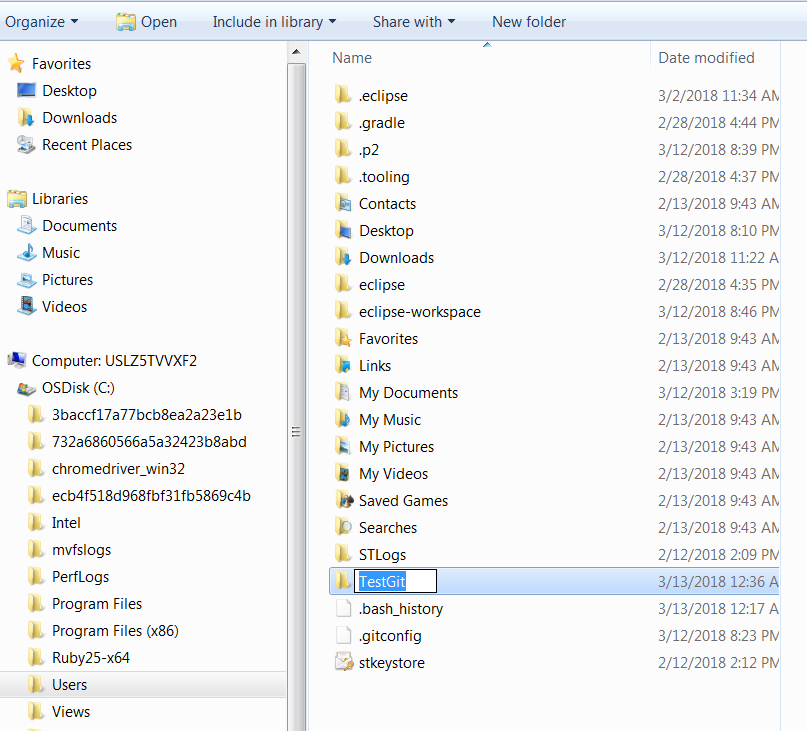 Organize Open Include in library Share with New folder
Favorites
Desktop
Downloads
Recent Places
Libraries
Documents
Music
Pictures
Videos
Computer: USLZ5TVVXF2
OSDisk (C:)
3baccf17a77bcb8ea2a23e1b
732a6860566a5a32423b8abd
chromedriver_win32
ecb4f518d968fbf31fb5869c4b
Intel
mvfslogs
PerfLogs
Program Files
Program Files (x86)
Ruby25-x64
Users
Views
Name Date modified
.eclipse 3/2/2018 11:34 AM
.gradle 2/28/2018 4:44 PM
.p2 3/12/2018 8:39 PM
.tooling 2/28/2018 4:37 PM
Contacts 2/13/2018 9:43 AM
Desktop 3/12/2018 8:10 PM
Downloads 3/12/2018 11:22 A
eclipse 2/28/2018 4:35 PM
eclipse-workspace 3/12/2018 8:46 PM
Favorites 2/13/2018 9:43 AM
Links 2/13/2018 9:43 AM
My Documents 3/12/2018 3:19 PM
My Music 2/13/2018 9:43 AM
My Pictures 2/13/2018 9:43 AM
My Videos 2/13/2018 9:43 AM
Saved Games 2/13/2018 9:43 AM
Searches 2/13/2018 9:43 AM
STLogs 2/12/2018 2:09 PM
TestGit 3/13/2018 12:36 A
.bash_history 3/13/2018 12:17 A
.gitconfig 3/12/2018 8:23 PM
stkeystore 2/12/2018 2:12 PM